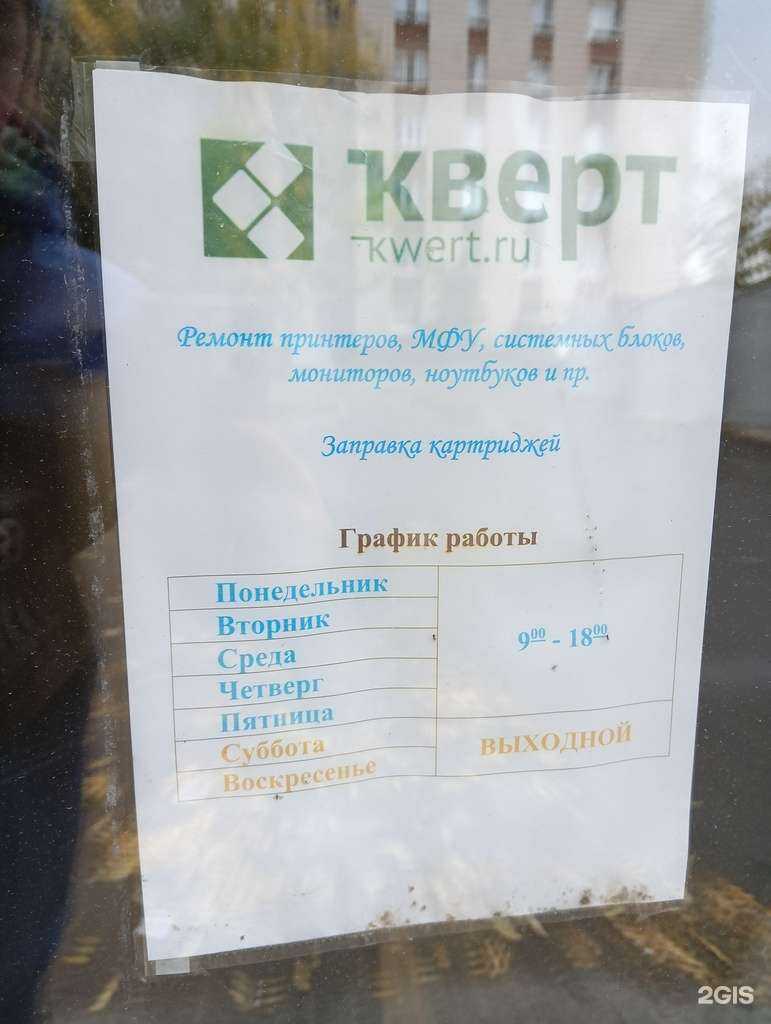 кверт
kwert.ru
Ремонт принтеров, МФУ, системных блоков,
мониторов, ноутбуков и пр.
Заправка картриджей
График работы
Понедельник
Вторник
Среда
Четверг
Пятница
9⁰⁰ - 18⁰⁰
Суббота
Воскресенье
ВЫХОДНОЙ
2GIS